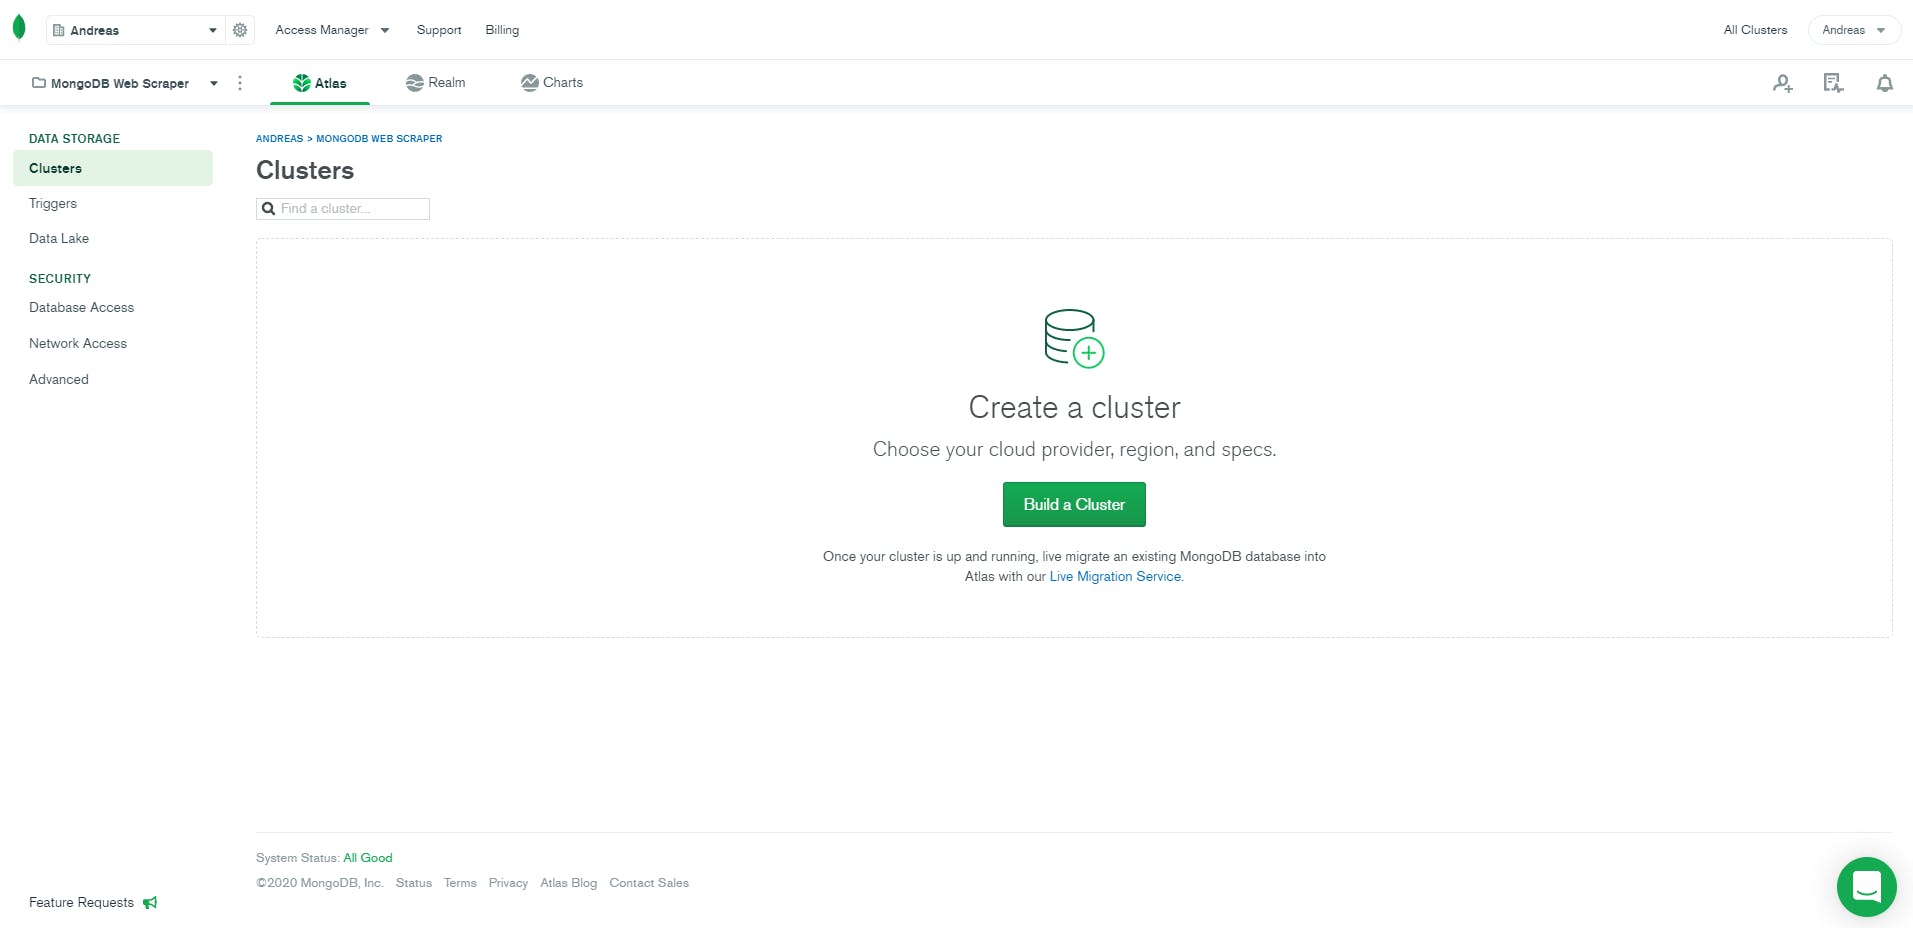 Andreas
Access Manager
Support
Billing
All Clusters
Andreas
MongoDB Web Scraper
Atlas
Realm
Charts
DATA STORAGE
Clusters
Triggers
Data Lake
SECURITY
Database Access
Network Access
Advanced
ANDREAS > MONGODB WEB SCRAPER
Clusters
Find a cluster...
Create a cluster
Choose your cloud provider, region, and specs.
Build a Cluster
Once your cluster is up and running, live migrate an existing MongoDB database into
Atlas with our Live Migration Service.
System Status: All Good
©2020 MongoDB, Inc. Status Terms Privacy Atlas Blog Contact Sales
Feature Requests